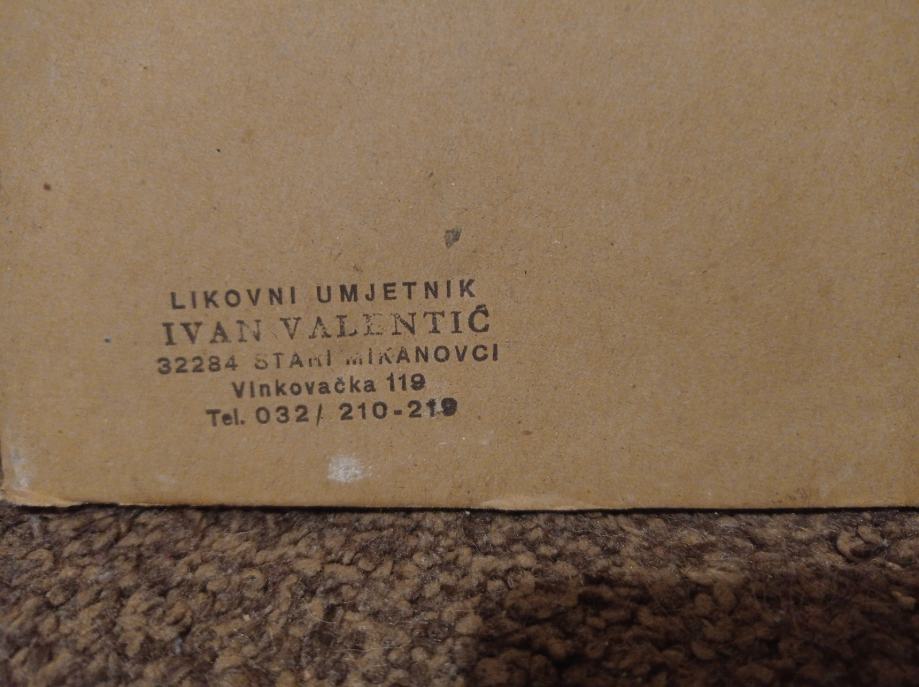 LIKOVNI UMJETNIK
IVAN VALENTIĆ
32284 STARI MIKANOVCI
Vinkovačka 119
Tel. 032/ 210-219